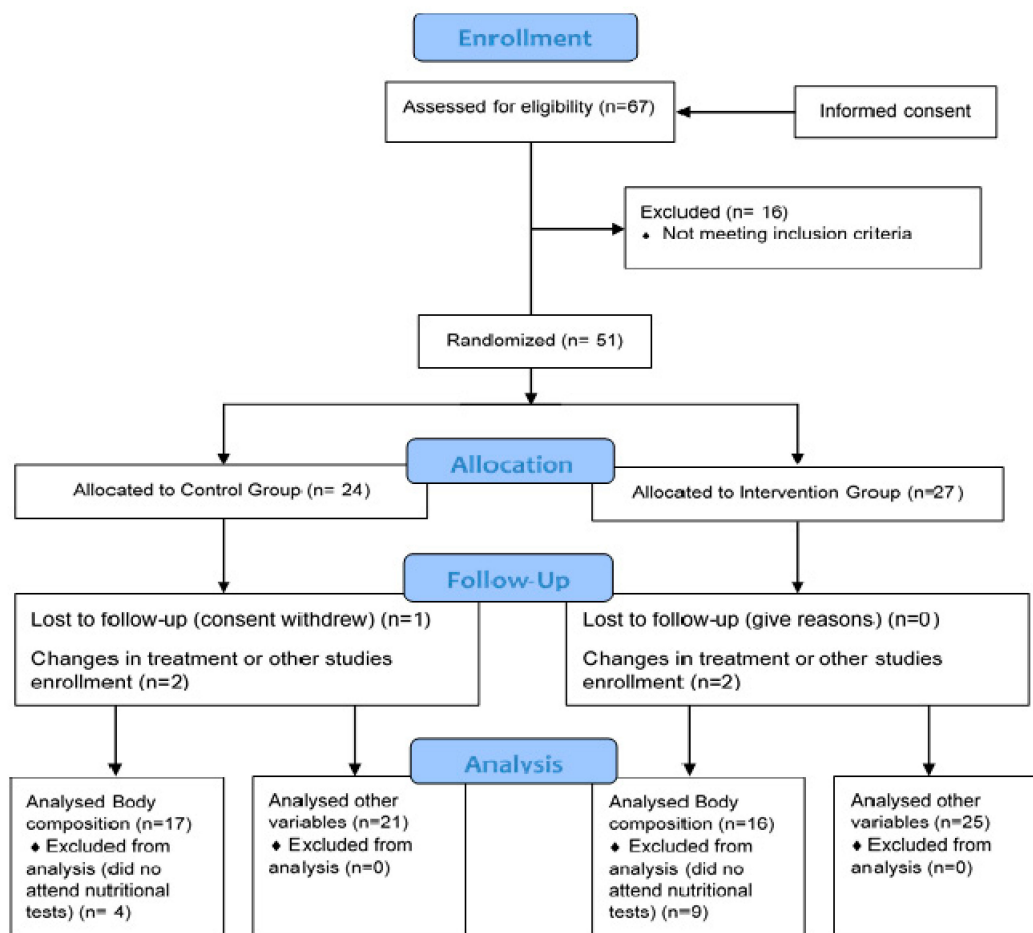 Enrollment
Assessed for eligibility (n=67)
Informed consent
Excluded (n= 16)
• Not meeting inclusion criteria
Randomized (n= 51)
Allocation
Allocated to Control Group (n= 24)
Allocated to Intervention Group (n=27)
Follow-Up
Lost to follow-up (consent withdrew) (n=1)
Changes in treatment or other studies
enrollment (n=2)
Lost to follow-up (give reasons) (n=0)
Changes in treatment or other studies
enrollment (n=2)
Analysis
Analysed Body
composition (n=17)
♦ Excluded from
analysis (did no
attend nutritional
tests) (n= 4)
Analysed other
variables (n=21)
♦ Excluded from
analysis (n=0)
Analysed Body
composition (n=16)
♦ Excluded from
analysis (did no
attend nutritional
tests) (n=9)
Analysed other
variables (n=25)
♦ Excluded from
analysis (n=0)